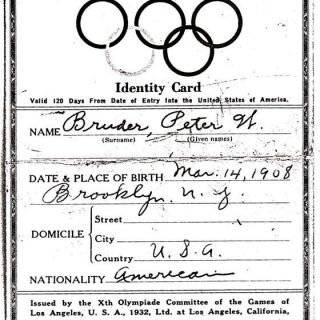 Identity Card
Valid 120 Days From Date of Entry Into the United States of America.
NAME Bruder, Peter W.
(Surname) (Given names)
DATE & PLACE OF BIRTH Mar. 14, 1908
Brooklyn, N. Y.
Street
DOMICILE City
Country U. S. A.
NATIONALITY American
Issued by the Xth Olympiade Committee of the Games of
Los Angeles, U. S. A., 1932, Ltd. at Los Angeles, California,